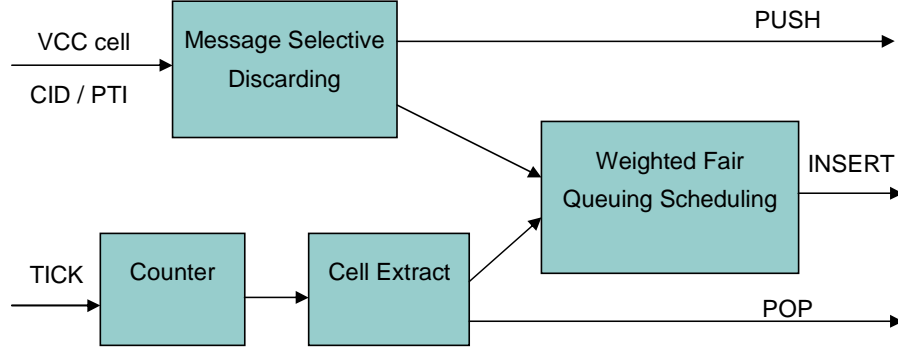 VCC cell
CID / PTI
Message Selective
Discarding
PUSH
Weighted Fair
Queuing Scheduling
INSERT
TICK
Counter
Cell Extract
POP